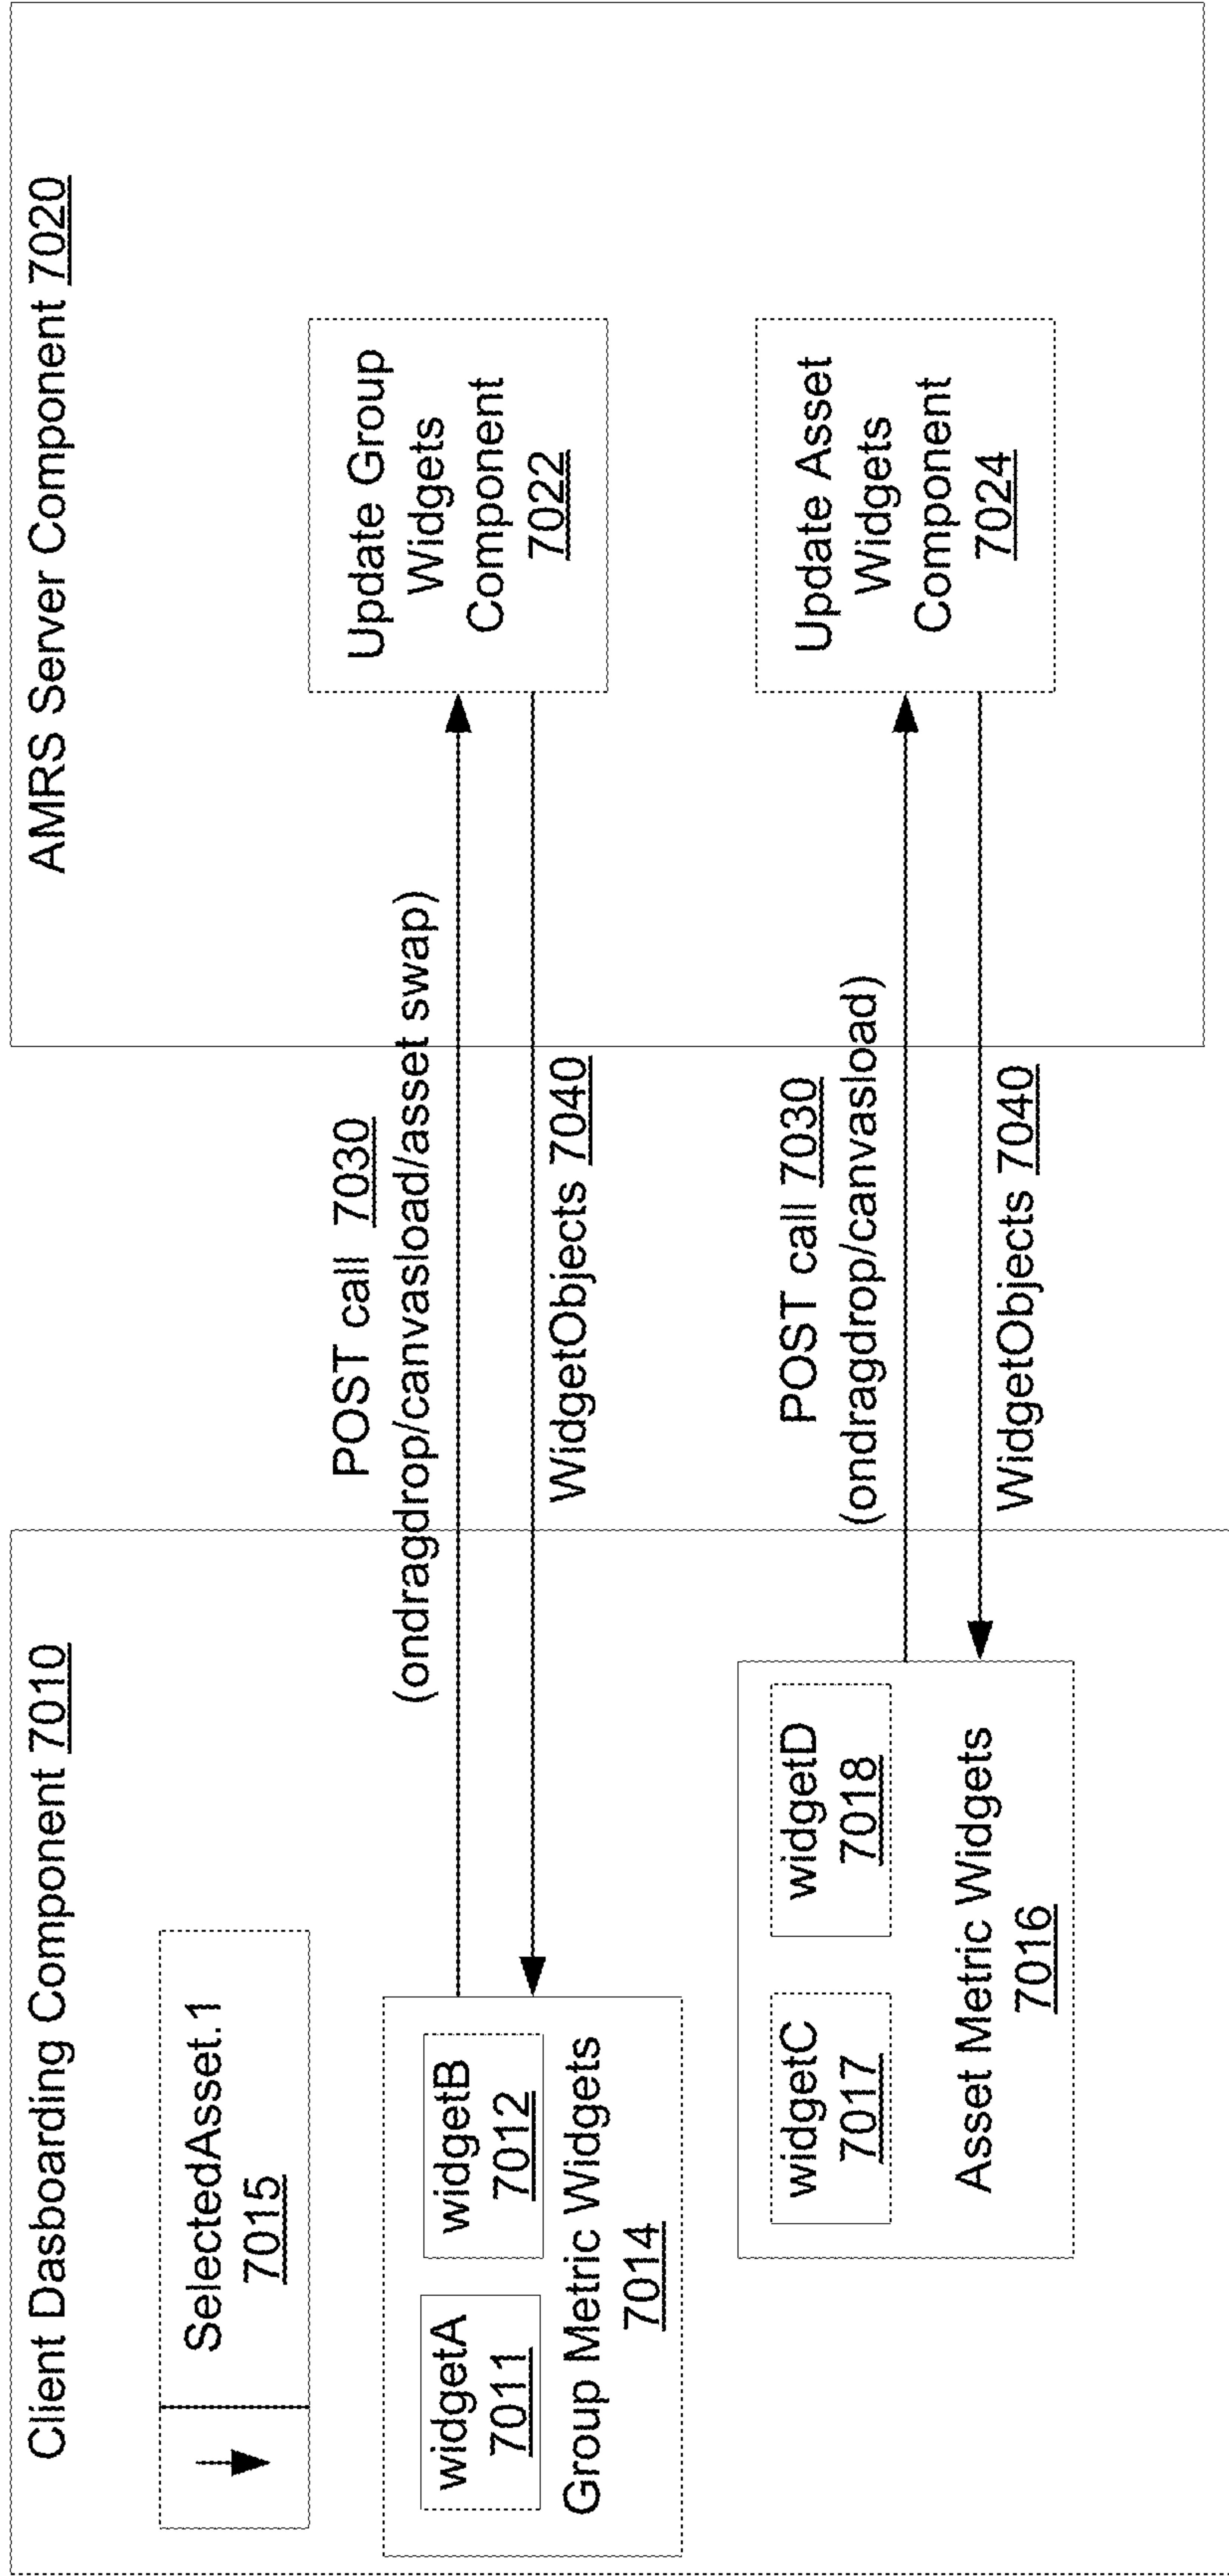 Client Dasboarding Component 7010
SelectedAsset.1
7015
widgetA
7011
widgetB
7012
Group Metric Widgets
7014
widgetC
7017
widgetD
7018
Asset Metric Widgets
7016
POST call 7030
(ondragdrop/canvasload/asset swap)
WidgetObjects 7040
POST call 7030
(ondragdrop/canvasload)
WidgetObjects 7040
AMRS Server Component 7020
Update Group
Widgets
Component
7022
Update Asset
Widgets
Component
7024